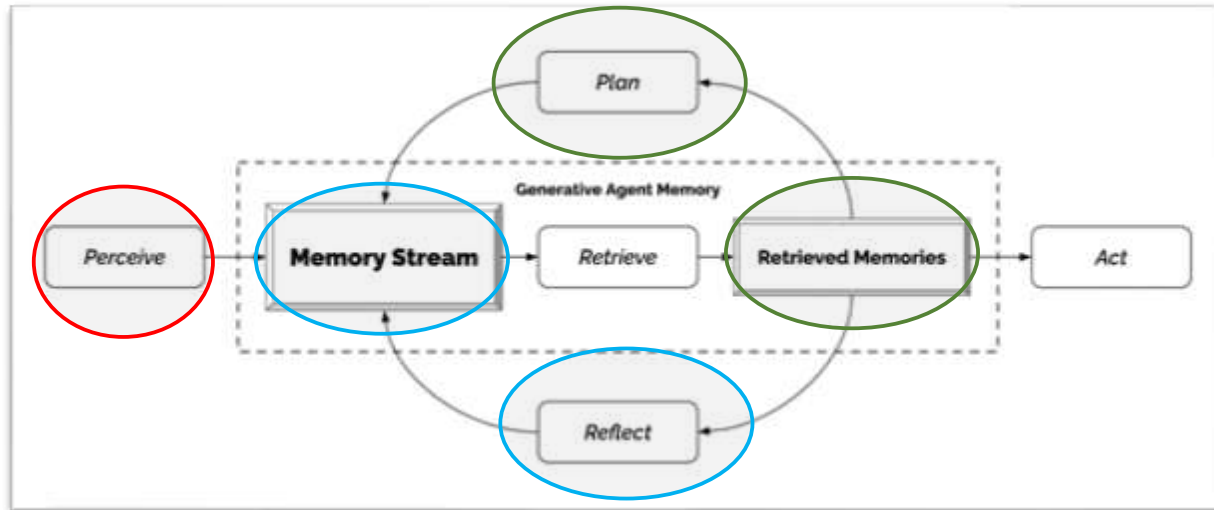 Plan
Generative Agent Memory
Perceive
Memory Stream
Retrieve
Retrieved Memories
Act
Reflect